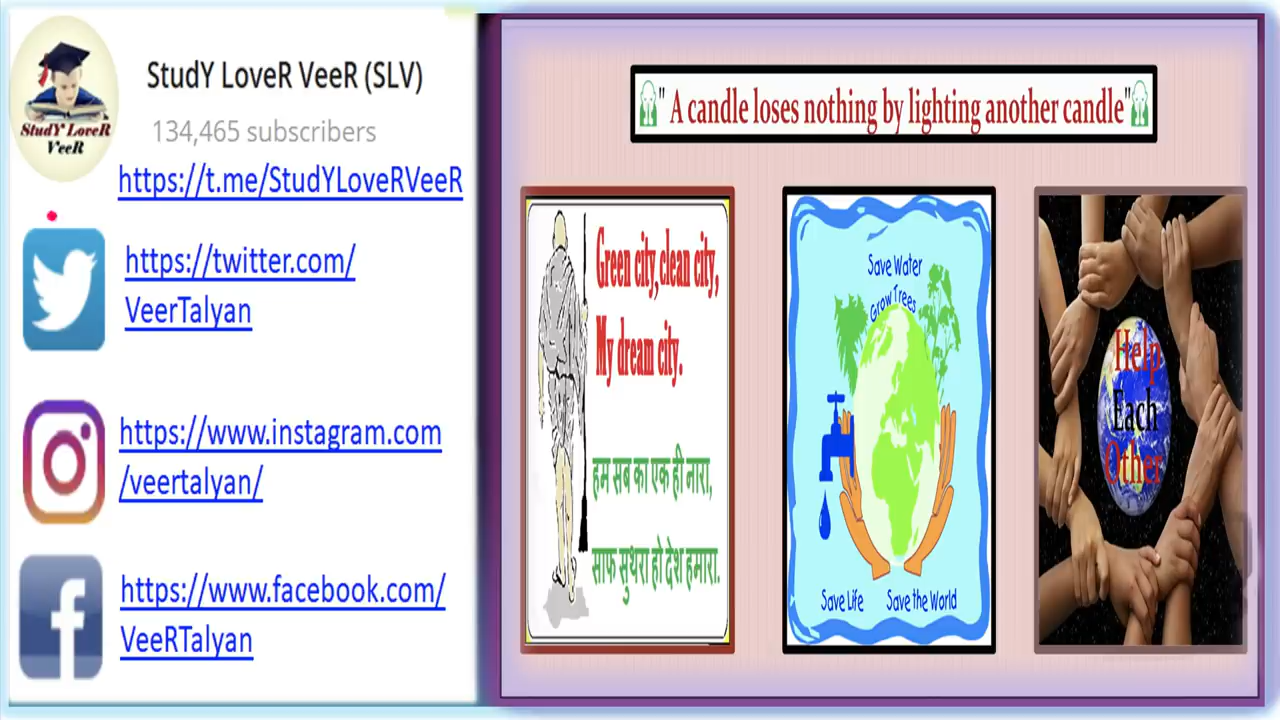 StudY LoveR VeeR (SLV)
134,465 subscribers
StudY LoveR
VeeR
https://t.me/StudYLoveRVeeR
https://twitter.com/
VeerTalyan
https://www.instagram.com
/veertalyan/
https://www.facebook.com/
VeeRTalyan
" A candle loses nothing by lighting another candle"
Green city, clean city,
My dream city.
हम सब का एक ही नारा,
साफ सुथरा हो देश हमारा.
Save Water
Grow Trees
Save Life Save the World
Help
Each
Other